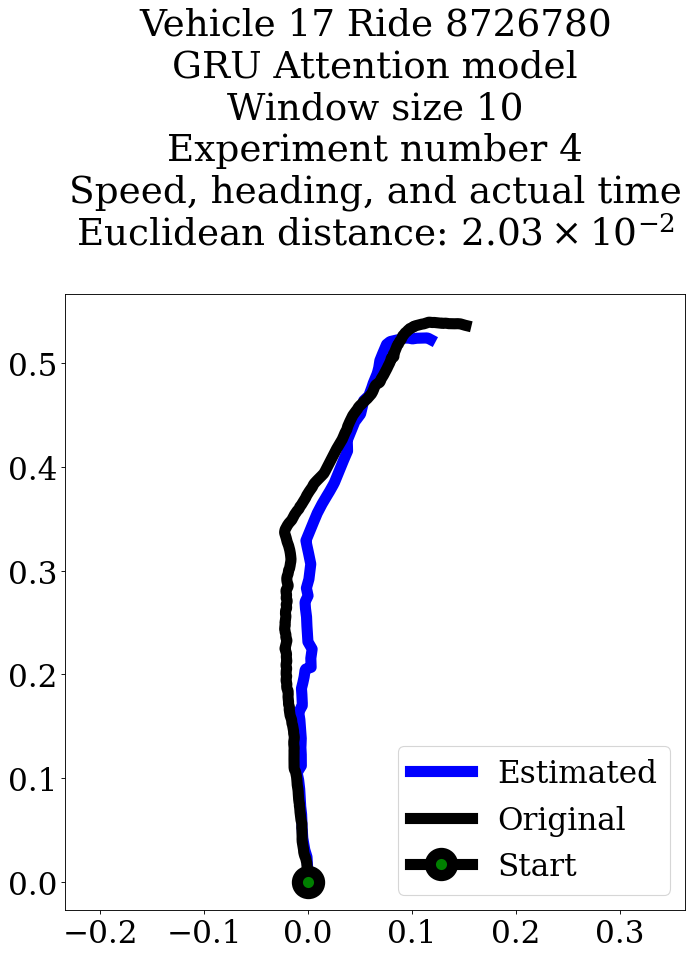 Vehicle 17 Ride 8726780
GRU Attention model
Window size 10
Experiment number 4
Speed, heading, and actual time
Euclidean distance: 2.03 × 10⁻²
0.5
0.4
0.3
0.2
0.1
0.0
Estimated
Original
Start
−0.2 −0.1 0.0 0.1 0.2 0.3